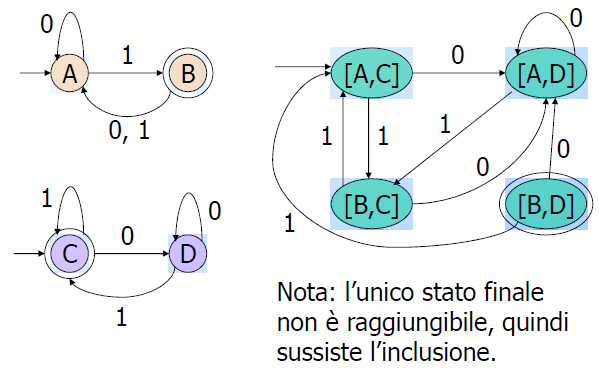 0
1
A
B
0, 1
1
0
C
0
D
1
0
[A,C]
0
[A,D]
1
1
1
0
0
[B,C]
[B,D]
1
Nota: l’unico stato finale
non è raggiungibile, quindi
sussiste l’inclusione.